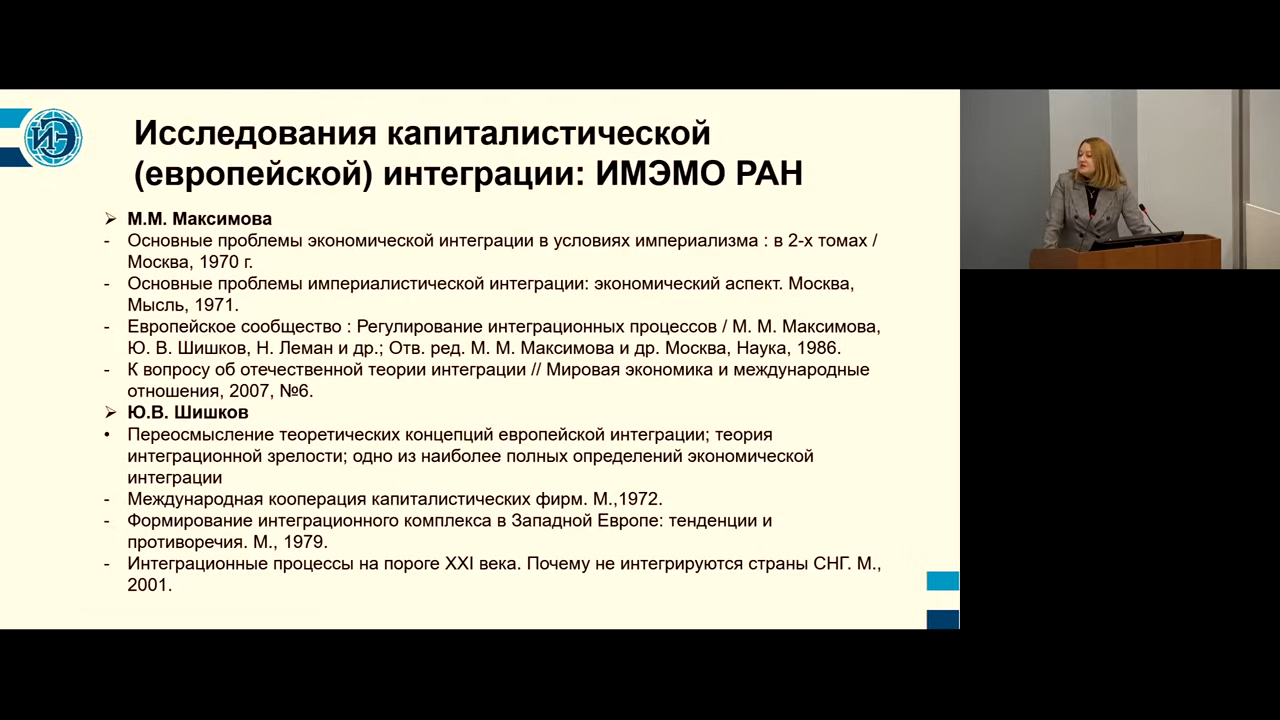 ИЭ
Исследования капиталистической
(европейской) интеграции: ИМЭМО РАН
М.М. Максимова
- Основные проблемы экономической интеграции в условиях империализма : в 2-х томах /
Москва, 1970 г.
- Основные проблемы империалистической интеграции: экономический аспект. Москва,
Мысль, 1971.
- Европейское сообщество : Регулирование интеграционных процессов / М. М. Максимова,
Ю. В. Шишков, Н. Леман и др.; Отв. ред. М. М. Максимова и др. Москва, Наука, 1986.
- К вопросу об отечественной теории интеграции // Мировая экономика и международные
отношения, 2007, №6.
Ю.В. Шишков
• Переосмысление теоретических концепций европейской интеграции; теория
интеграционной зрелости; одно из наиболее полных определений экономической
интеграции
- Международная кооперация капиталистических фирм. М.,1972.
- Формирование интеграционного комплекса в Западной Европе: тенденции и
противоречия. М., 1979.
- Интеграционные процессы на пороге XXI века. Почему не интегрируются страны СНГ. М.,
2001.